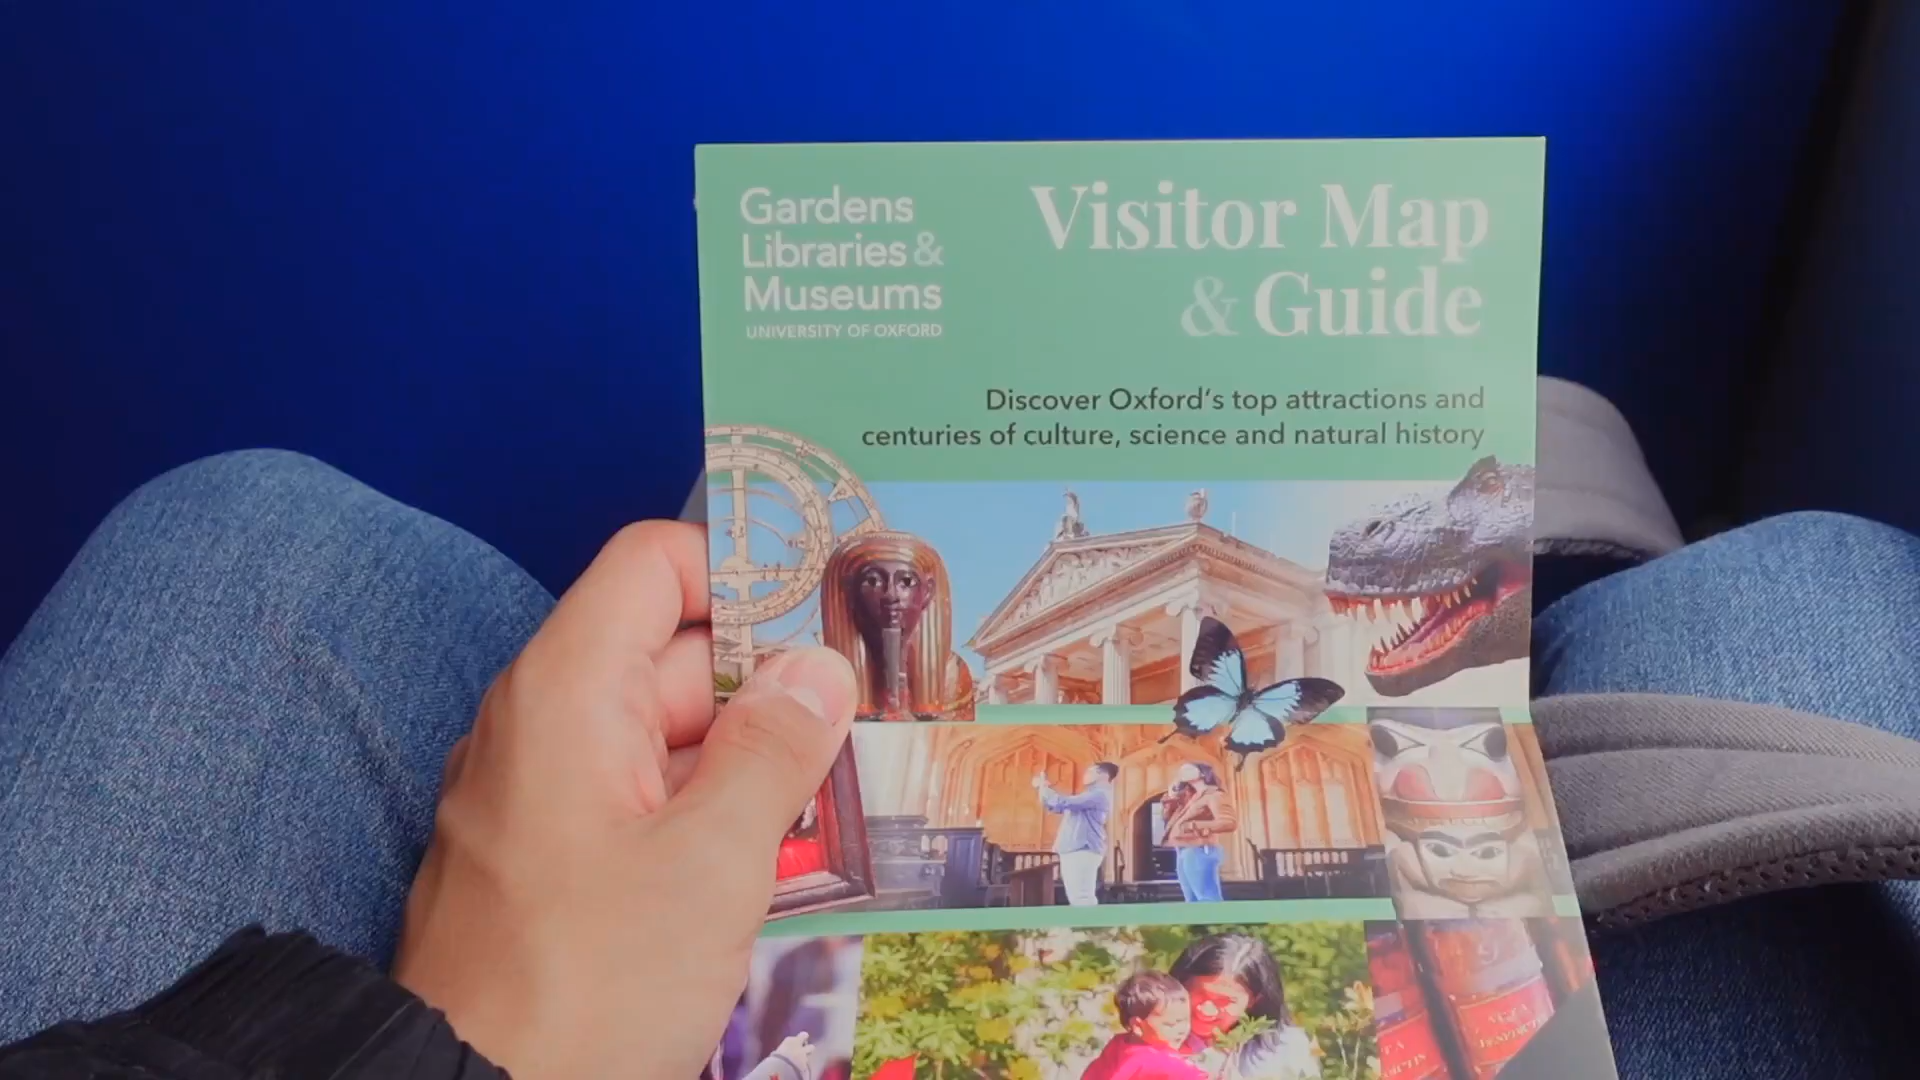 Gardens
Libraries &
Museums
UNIVERSITY OF OXFORD
Visitor Map
& Guide
Discover Oxford's top attractions and
centuries of culture, science and natural history